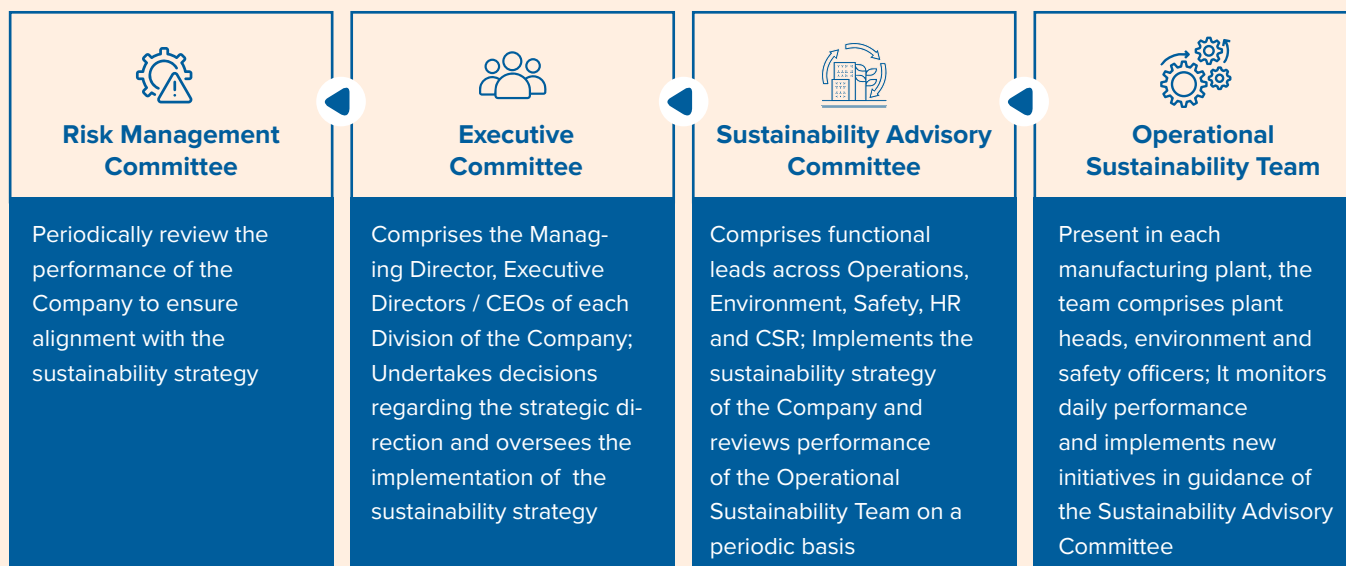 Risk Management
Committee
Periodically review the
performance of the
Company to ensure
alignment with the
sustainability strategy
Executive
Committee
Comprises the Manag-
ing Director, Executive
Directors / CEOs of each
Division of the Company;
Undertakes decisions
regarding the strategic di-
rection and oversees the
implementation of  the
sustainability strategy
Sustainability Advisory
Committee
Comprises functional
leads across Operations,
Environment, Safety, HR
and CSR; Implements the
sustainability strategy
of the Company and
reviews performance
of the Operational
Sustainability Team on a
periodic basis
Operational
Sustainability Team
Present in each
manufacturing plant, the
team comprises plant
heads, environment and
safety officers; It monitors
daily performance
and implements new
initiatives in guidance of
the Sustainability Advisory
Committee